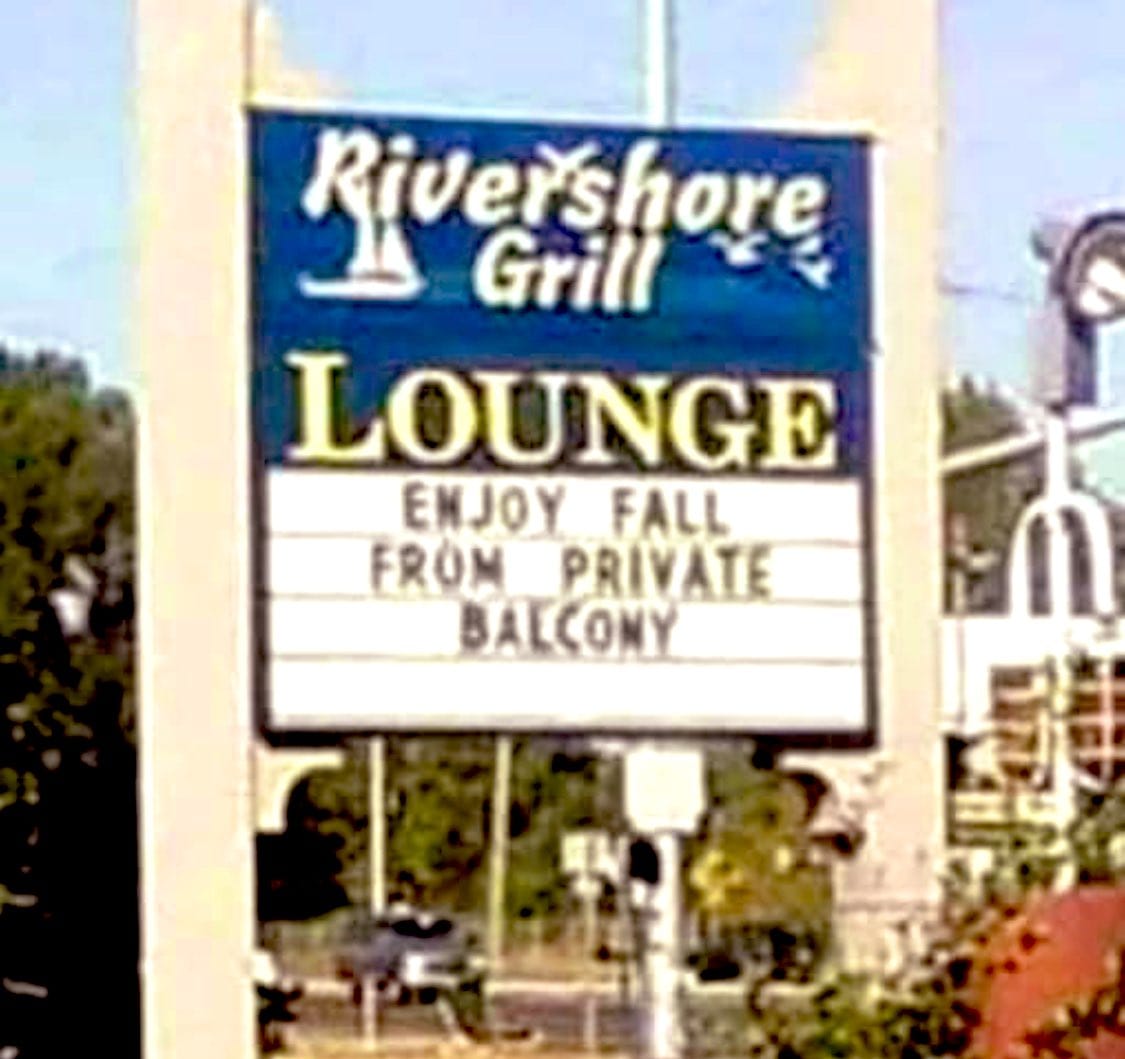 Rivershore
Grill
LOUNGE
ENJOY FALL
FROM PRIVATE
BALCONY